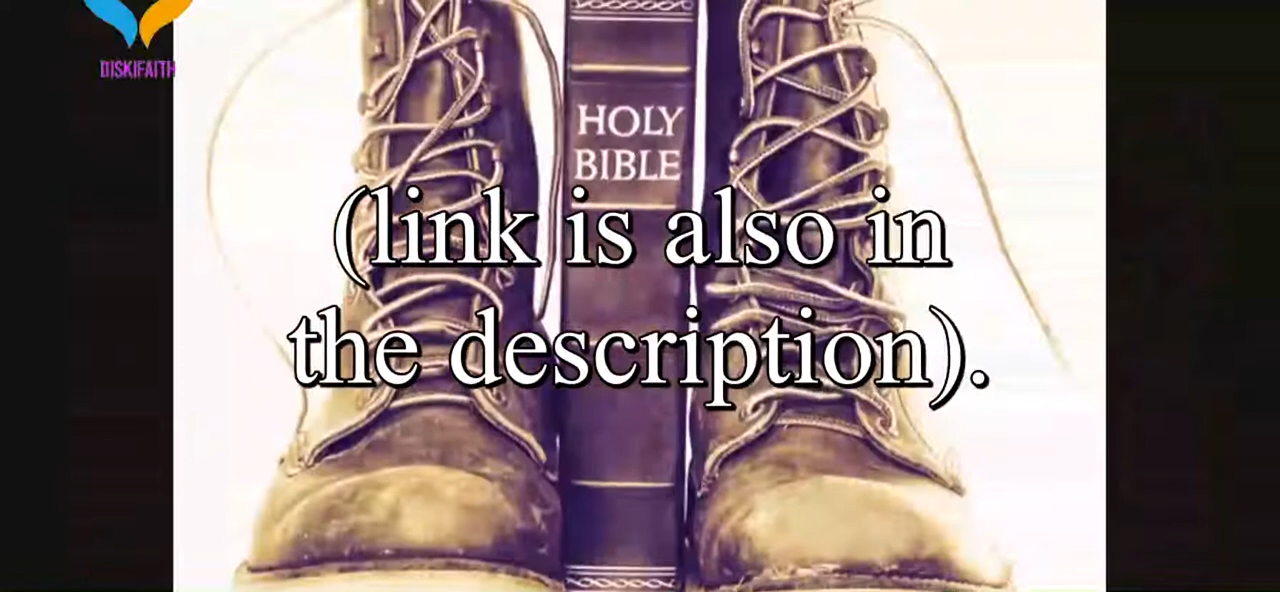 DISKIFAITH
HOLY
BIBLE
(link is also in
the description).